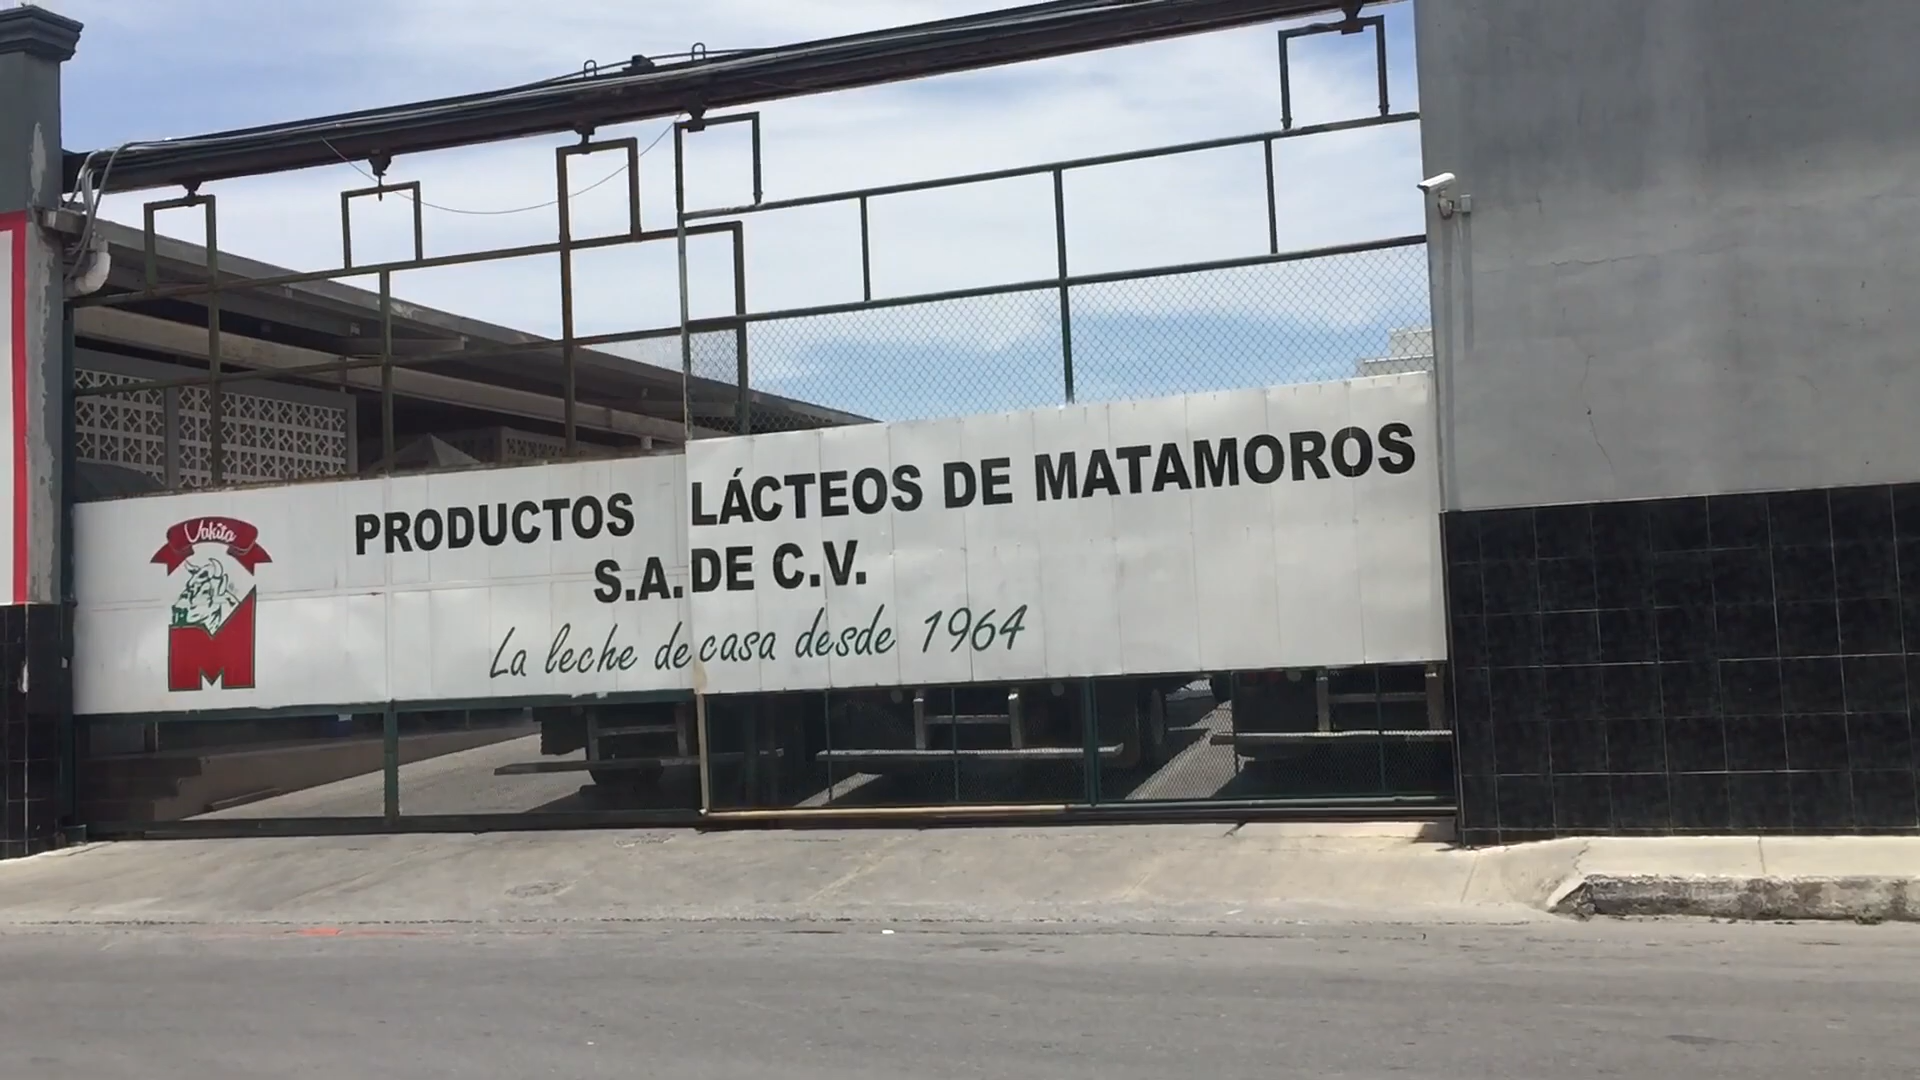 Vakita
M
PRODUCTOS LÁCTEOS DE MATAMOROS
S.A. DE C.V.
La leche de casa desde 1964